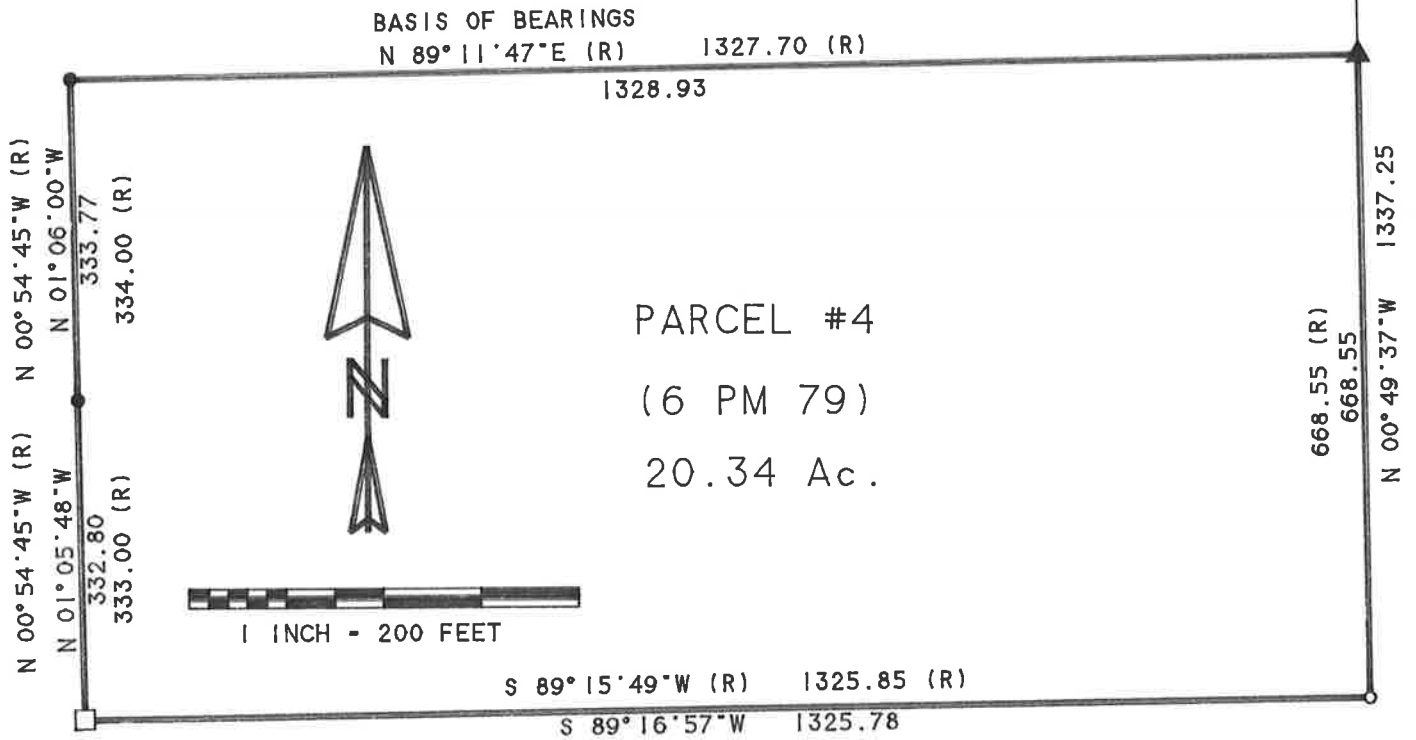 BASIS OF BEARINGS
N 89°11'47"E (R) 1327.70 (R)
1328.93
N 00°54'45"W (R)
N 01°06'00"W
333.77
334.00 (R)
N 00°54'45"W (R)
N 01°05'48"W
332.80
333.00 (R)
N
PARCEL #4
(6 PM 79)
20.34 Ac.
668.55 (R)
668.55
N 00°49'37"W 1337.25
1 INCH - 200 FEET
S 89°15'49"W (R) 1325.85 (R)
S 89°16'57"W 1325.78